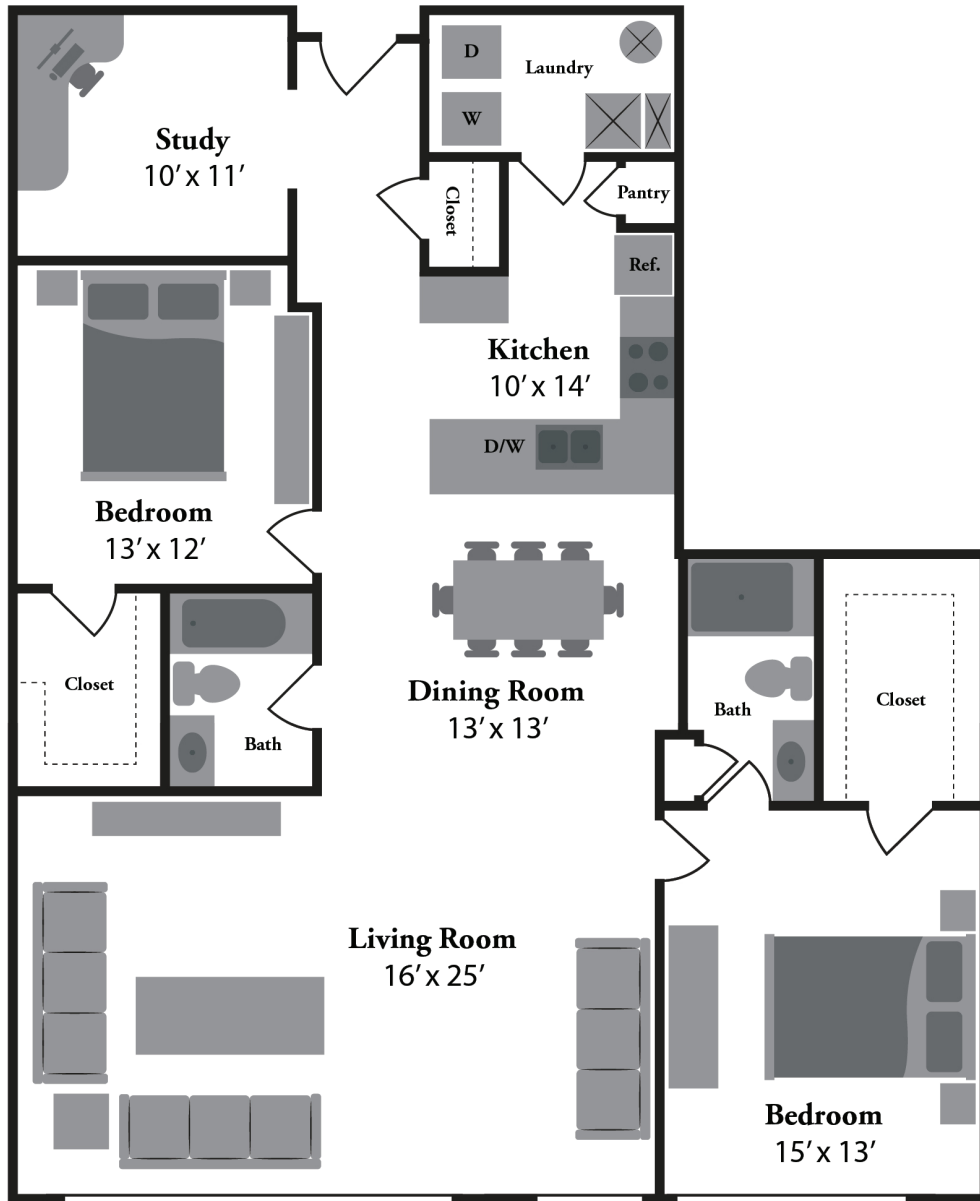 D
Laundry
W
Study
10’ x 11’
Closet
Pantry
Ref.
Kitchen
10’ x 14’
D/W
Bedroom
13’ x 12’
Closet
Bath
Dining Room
13’ x 13’
Bath
Closet
Living Room
16’ x 25’
Bedroom
15’ x 13’